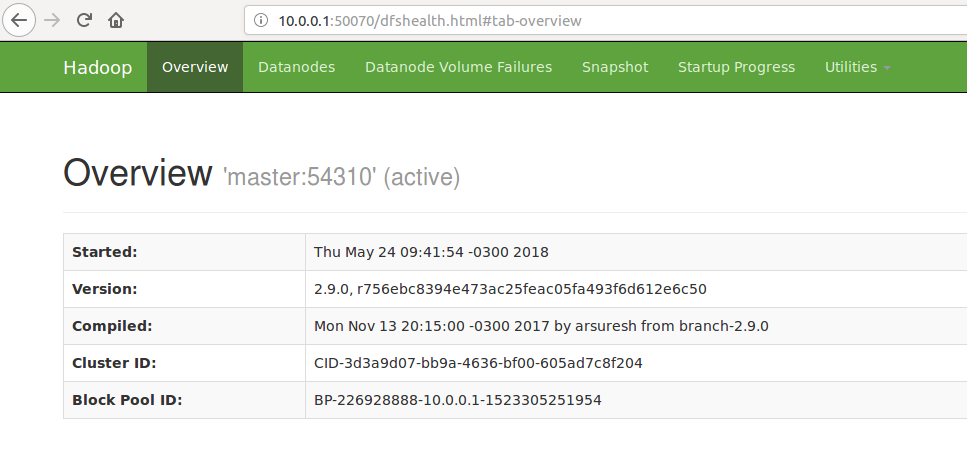 10.0.0.1:50070/dfshealth.html#tab-overview
Hadoop Overview Datanodes Datanode Volume Failures Snapshot Startup Progress Utilities
Overview 'master:54310' (active)
Started: Thu May 24 09:41:54 -0300 2018
Version: 2.9.0, r756ebc8394e473ac25feac05fa493f6d612e6c50
Compiled: Mon Nov 13 20:15:00 -0300 2017 by arsuresh from branch-2.9.0
Cluster ID: CID-3d3a9d07-bb9a-4636-bf00-605ad7c8f204
Block Pool ID: BP-226928888-10.0.0.1-1523305251954